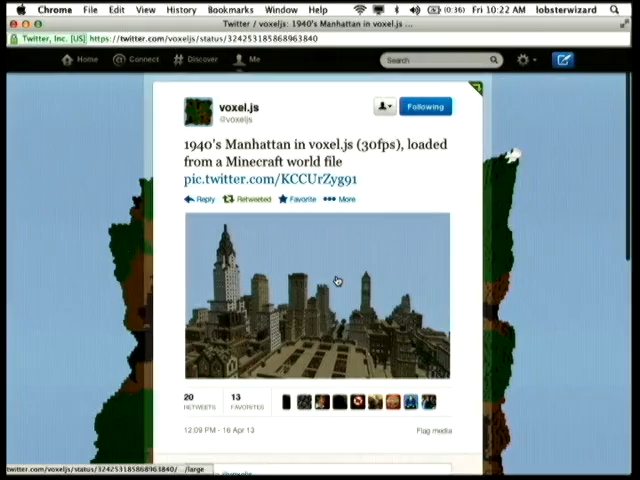 Chrome File Edit View History Bookmarks Window Help (0:36) Fri 10:22 AM lobsterwizard
Twitter / voxeljs: 1940's Manhattan in voxel.js ...
Twitter, Inc. [US] https://twitter.com/voxeljs/status/324253185868963840
Home Connect Discover Me Search
voxel.js
@voxeljs
Following
1940's Manhattan in voxel.js (30fps), loaded
from a Minecraft world file
pic.twitter.com/KCCUrZyg91
Reply Retweeted Favorite More
20 13
RETWEETS FAVORITES
12:09 PM - 16 Apr 13 Flag media
twitter.com/voxeljs/status/324253185868963840/.../large